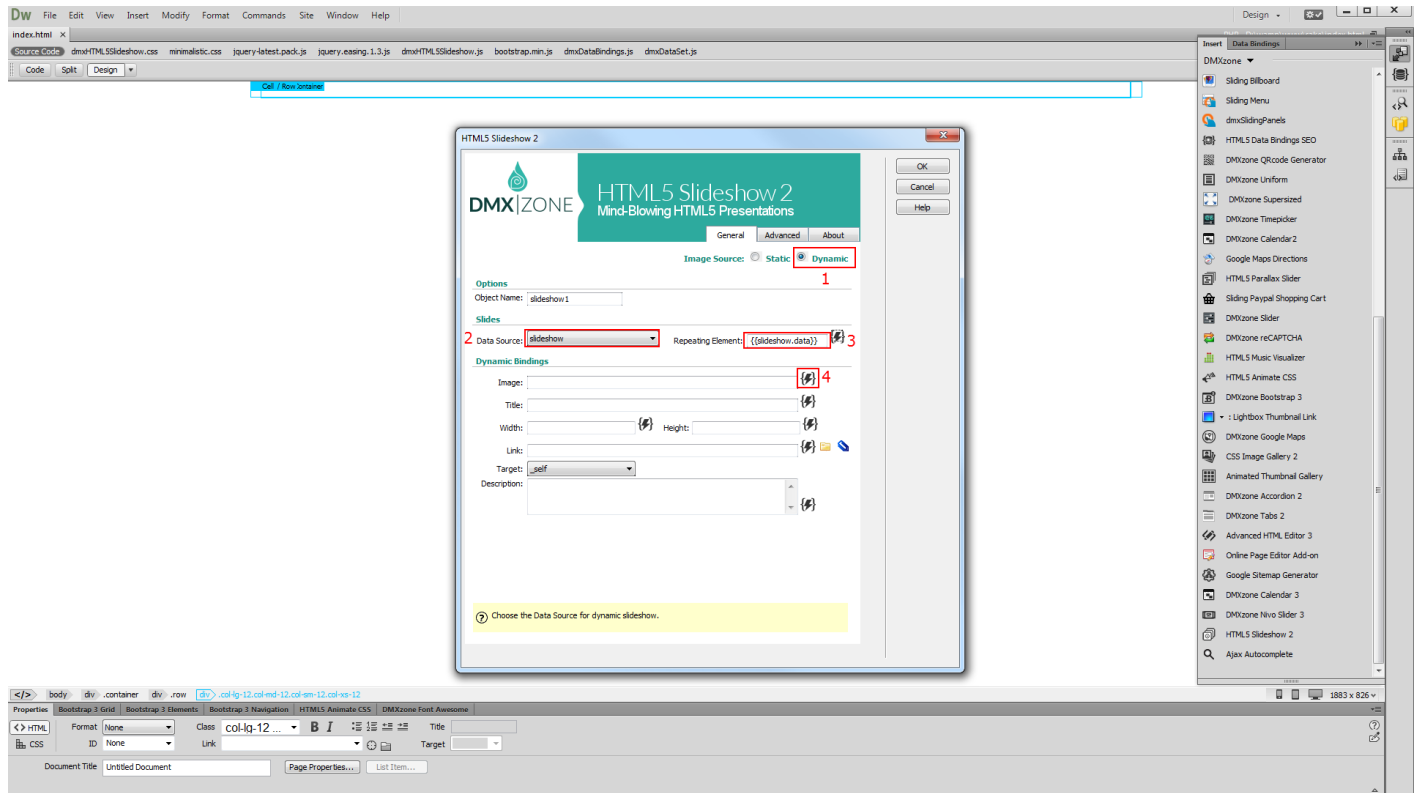 Dw File Edit View Insert Modify Format Commands Site Window Help Design
index.html ×
Source Code dmxHTML5Slideshow.css minimalistic.css jquery-latest.pack.js jquery.easing.1.3.js dmxHTML5Slideshow.js bootstrap.min.js dmxDataBindings.js dmxDataSet.js
Code Split Design
Cell / Row
HTML5 Slideshow 2
DMX|ZONE
HTML5 Slideshow 2
Mind-Blowing HTML5 Presentations
General Advanced About
OK
Cancel
Help
Image Source: Static Dynamic
1
Options
Object Name: slideshow1
Slides
2 Data Source: slideshow Repeating Element: {{slideshow.data}} 3
Dynamic Bindings
Image: 4
Title:
Width: Height:
Link:
Target: _self
Description:
? Choose the Data Source for dynamic slideshow.
Insert Data Bindings
DMXzone
Sliding Billboard
Sliding Menu
dmxSlidingPanels
HTML5 Data Bindings SEO
DMXzone QRcode Generator
DMXzone Uniform
DMXzone Supersized
DMXzone Timepicker
DMXzone Calendar2
Google Maps Directions
HTML5 Parallax Slider
Sliding Paypal Shopping Cart
DMXzone Slider
DMXzone reCAPTCHA
HTML5 Music Visualizer
HTML5 Animate CSS
DMXzone Bootstrap 3
: Lightbox Thumbnail Link
DMXzone Google Maps
CSS Image Gallery 2
Animated Thumbnail Gallery
DMXzone Accordion 2
DMXzone Tabs 2
Advanced HTML Editor 3
Online Page Editor Add-on
Google Sitemap Generator
DMXzone Calendar 3
DMXzone Nivo Slider 3
HTML5 Slideshow 2
Ajax Autocomplete
</> body div .container div .row div .col-lg-12.col-md-12.col-sm-12.col-xs-12 1883 x 826
Properties Bootstrap 3 Grid Bootstrap 3 Elements Bootstrap 3 Navigation HTML5 Animate CSS DMXzone Font Awesome
<> HTML Format None Class col-lg-12 ... B I Title
CSS ID None Link Target
Document Title Untitled Document Page Properties... List Item...